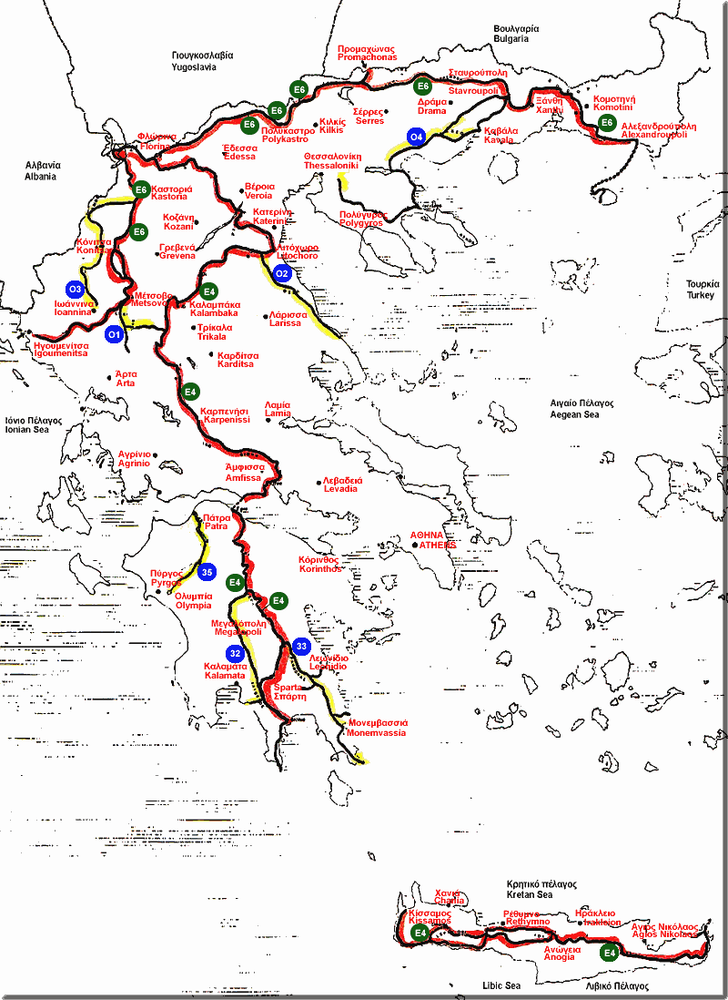 Βουλγαρία
Bulgaria
Γιουγκοσλαβία
Yugoslavia
Προμαχώνας
Promachonas
Σταυρούπολη
Stavroupoli
E6
E6
E6
E6
Δράμα
Drama
Ξάνθη
Xanthi
Κομοτηνή
Komotini
E6
Αλεξανδρούπολη
Alexandroupoli
Σέρρες
Serres
Κιλκίς
Kilkis
Πολύκαστρο
Polykastro
Καβάλα
Kavala
O4
Φλώρινα
Florina
Έδεσσα
Edessa
Θεσσαλονίκη
Thessaloniki
Αλβανία
Albania
E6
Καστοριά
Kastoria
Βέροια
Veroia
Κατερίνη
Katerini
Πολύγυρος
Polygyros
Κοζάνη
Kozani
E6
Κόνιτσα
Konitsa
Γρεβενά
Grevena
Λιτόχωρο
Litochoro
O2
O3
E4
Τουρκία
Turkey
Ιωάννινα
Ioannina
Μέτσοβο
Metsovo
Καλαμπάκα
Kalambaka
Λάρισσα
Larissa
O1
Τρίκαλα
Trikala
Ηγουμενίτσα
Igoumenitsa
Καρδίτσα
Karditsa
Άρτα
Arta
E4
Καρπενήσι
Karpenissi
Λαμία
Lamia
Αιγαίο Πέλαγος
Aegean Sea
Ιόνιο Πέλαγος
Ionian Sea
Αγρίνιο
Agrinio
Άμφισσα
Amfissa
Λεβαδειά
Levadia
Πάτρα
Patra
ΑΘΗΝΑ
ATHENS
Κόρινθος
Korinthos
35
Πύργος
Pyrgos
Ολυμπία
Olympia
E4
E4
Μεγαλόπολη
Megalopoli
32
33
Καλαμάτα
Kalamata
Λεωνίδιο
Leonidio
Sparta
Σπάρτη
Μονεμβασσιά
Monemvassia
Κρητικό πέλαγος
Kretan Sea
Χανιά
Chania
Κίσσαμος
Kissamos
E4
Ρέθυμνο
Rethymno
Ηράκλειο
Irakleion
Αγιος Νικόλαος
Agios Nikolaos
Ανώγεια
Anogia
E4
Libic Sea
Λιβικό Πέλαγος